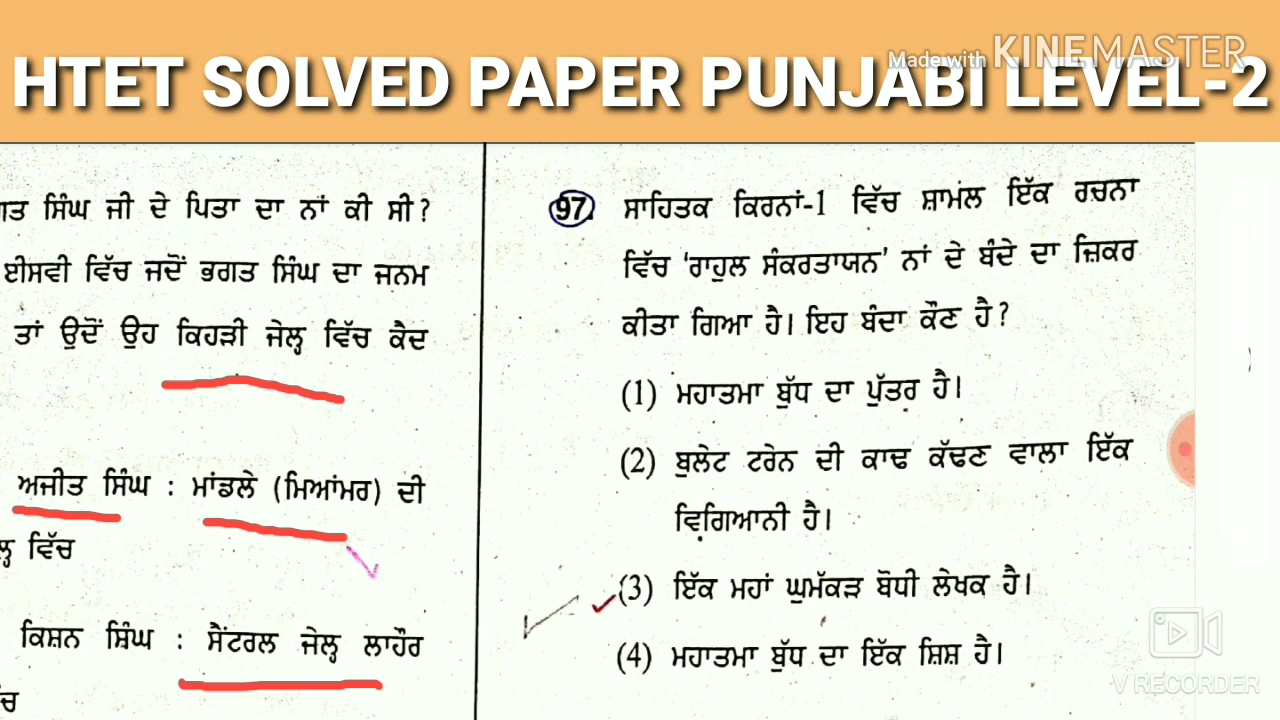 Made with KINEMASTER
HTET SOLVED PAPER PUNJABI LEVEL-2
ਸਿੰਘ ਜੀ ਦੇ ਪਿਤਾ ਦਾ ਨਾਂ ਕੀ ਸੀ?
ਈਸਵੀ ਵਿੱਚ ਜਦੋਂ ਭਗਤ ਸਿੰਘ ਦਾ ਜਨਮ
ਤਾਂ ਉਦੋਂ ਉਹ ਕਿਹੜੀ ਜੇਲ੍ਹ ਵਿੱਚ ਕੈਦ
ਅਜੀਤ ਸਿੰਘ : ਮਾਂਡਲੇ (ਮਿਆਂਮਰ) ਦੀ
ਵਿੱਚ
ਕਿਸ਼ਨ ਸਿੰਘ : ਸੈਂਟਰਲ ਜੇਲ੍ਹ ਲਾਹੌਰ
97. ਸਾਹਿਤਕ ਕਿਰਨਾਂ-1 ਵਿੱਚ ਸ਼ਾਮਲ ਇੱਕ ਰਚਨਾ
ਵਿੱਚ 'ਰਾਹੁਲ ਸੰਕਰਤਾਯਨ' ਨਾਂ ਦੇ ਬੰਦੇ ਦਾ ਜ਼ਿਕਰ
ਕੀਤਾ ਗਿਆ ਹੈ। ਇਹ ਬੰਦਾ ਕੌਣ ਹੈ?
(1) ਮਹਾਤਮਾ ਬੁੱਧ ਦਾ ਪੁੱਤਰ ਹੈ।
(2) ਬੁਲੇਟ ਟਰੇਨ ਦੀ ਕਾਢ ਕੱਢਣ ਵਾਲਾ ਇੱਕ
ਵਿਗਿਆਨੀ ਹੈ।
(3) ਇੱਕ ਮਹਾਂ ਘੁਮੱਕੜ ਬੋਧੀ ਲੇਖਕ ਹੈ।
(4) ਮਹਾਤਮਾ ਬੁੱਧ ਦਾ ਇੱਕ ਸ਼ਿਸ਼ ਹੈ।
V RECORDER